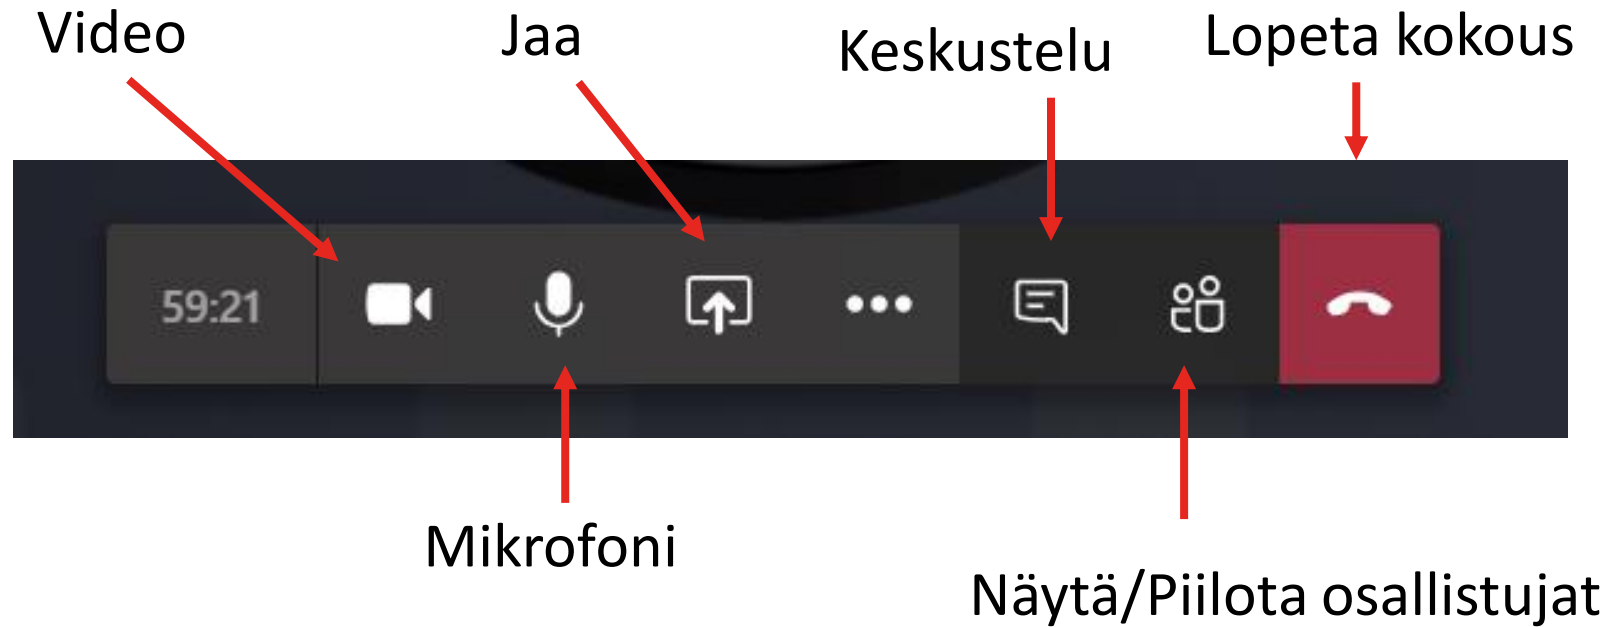 Video
Jaa
Keskustelu
Lopeta kokous
59:21
Mikrofoni
Näytä/Piilota osallistujat